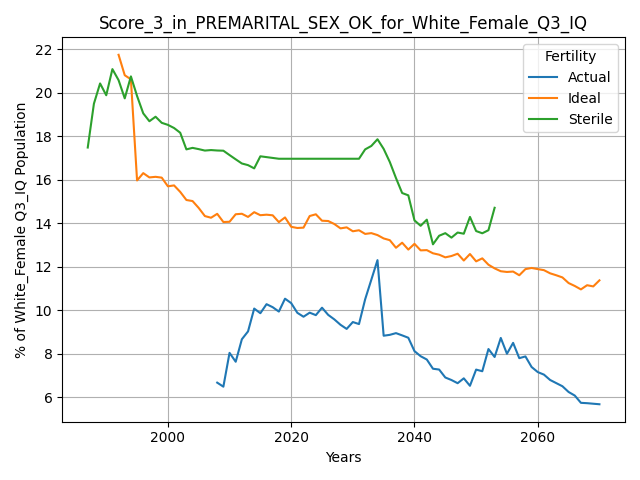 Score_3_in_PREMARITAL_SEX_OK_for_White_Female_Q3_IQ
% of White_Female Q3_IQ Population
22
20
18
16
14
12
10
8
6
Fertility
Actual
Ideal
Sterile
2000
2020
2040
2060
Years